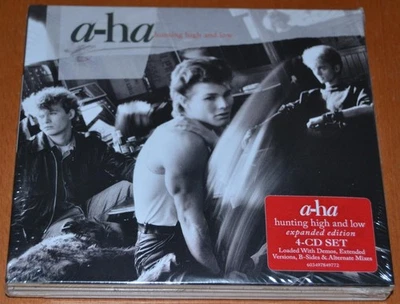 a-ha
hunting high and low
a-ha
hunting high and low
expanded edition
4-CD SET
Loaded With Demos, Extended
Versions, B-Sides & Alternate Mixes
603497849772